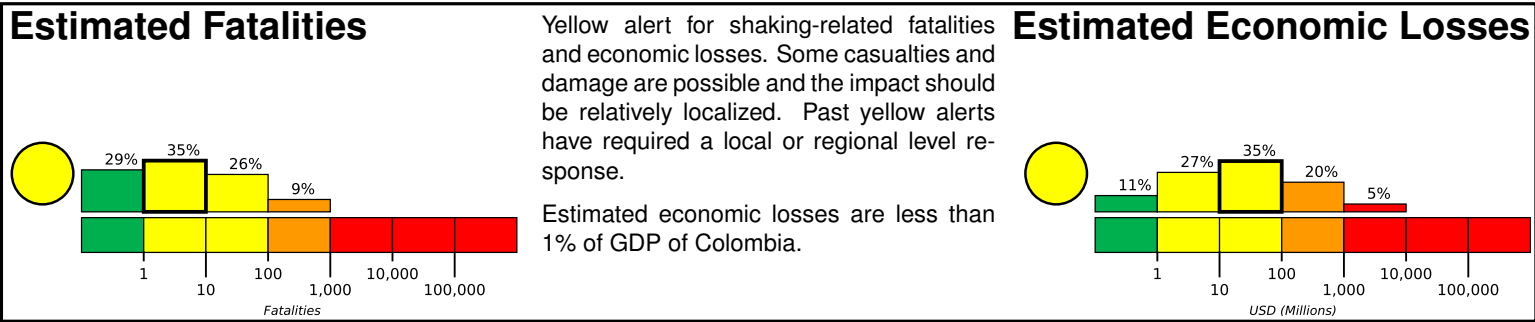 Estimated Fatalities
29%
35%
26%
9%
1
10
100
1,000
10,000
100,000
Fatalities
Yellow alert for shaking-related fatalities
and economic losses. Some casualties and
damage are possible and the impact should
be relatively localized. Past yellow alerts
have required a local or regional level re-
sponse.
Estimated economic losses are less than
1% of GDP of Colombia.
Estimated Economic Losses
11%
27%
35%
20%
5%
1
10
100
1,000
10,000
100,000
USD (Millions)